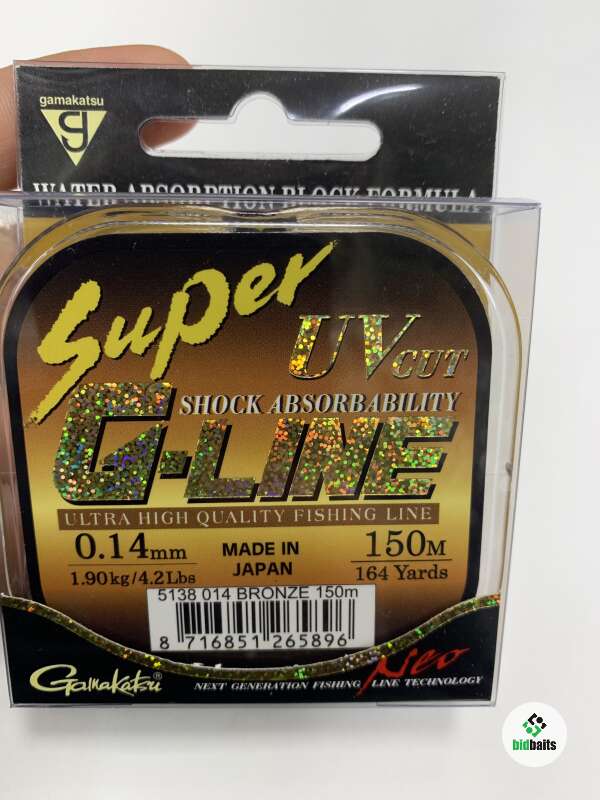 gamakatsu
WATER ABSORPTION BLOCK FORMULA
Super
UV CUT
SHOCK ABSORBABILITY
G-LINE
ULTRA HIGH QUALITY FISHING LINE
0.14mm
MADE IN
JAPAN
150M
1.90kg/4.2Lbs
164 Yards
5138 014 BRONZE 150m
8 716851 265896
Gamakatsu®
Neo
NEXT GENERATION FISHING LINE TECHNOLOGY
bidbaits